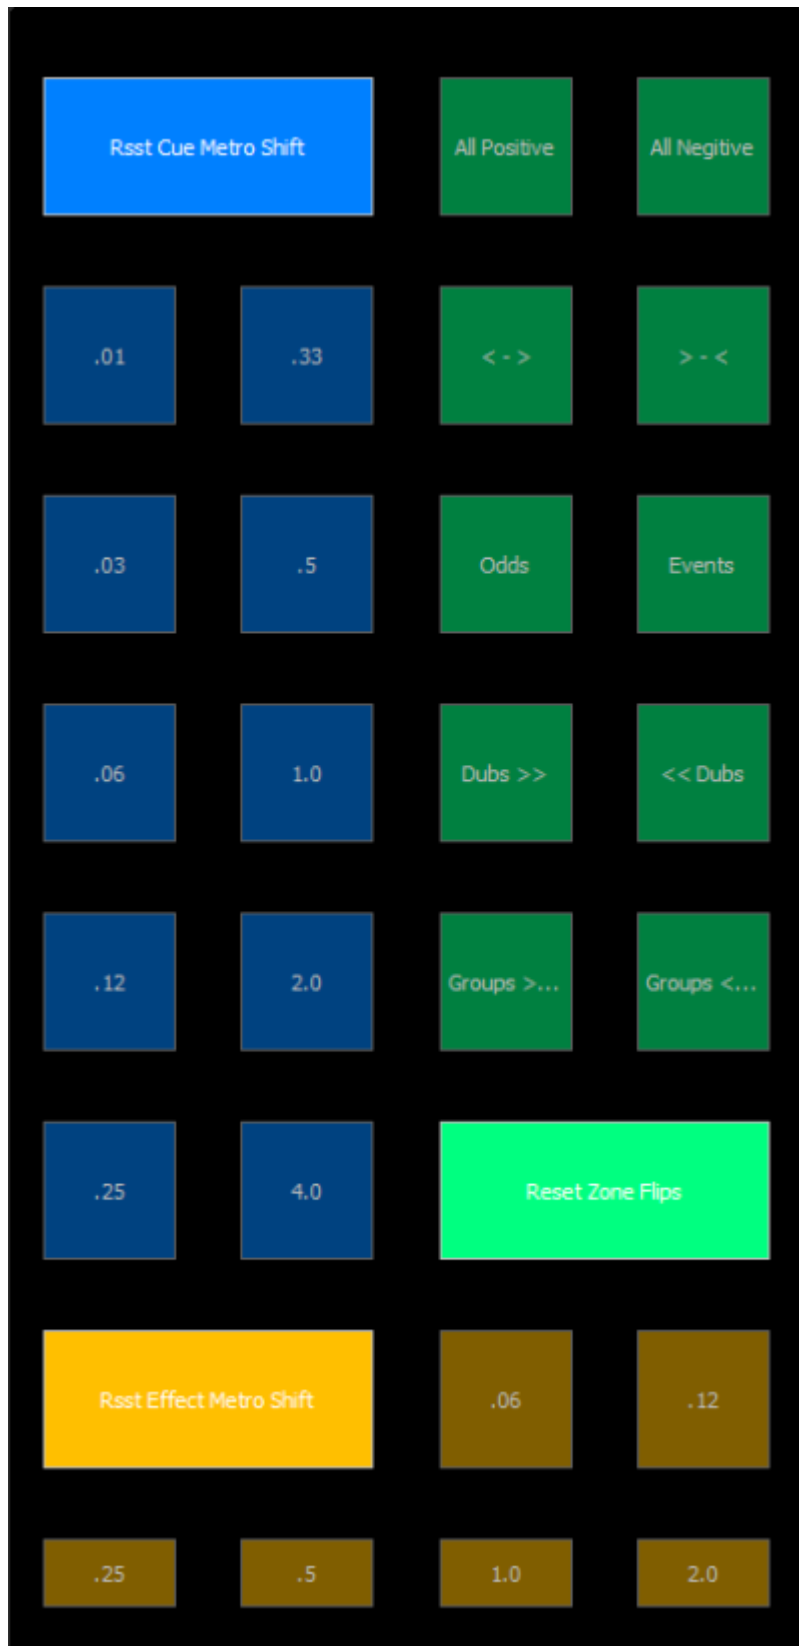 Rsst Cue Metro Shift All Positive All Negitive
.01 .33 < - > > - <
.03 .5 Odds Events
.06 1.0 Dubs >> << Dubs
.12 2.0 Groups >... Groups <...
.25 4.0 Reset Zone Flips
Rsst Effect Metro Shift .06 .12
.25 .5 1.0 2.0